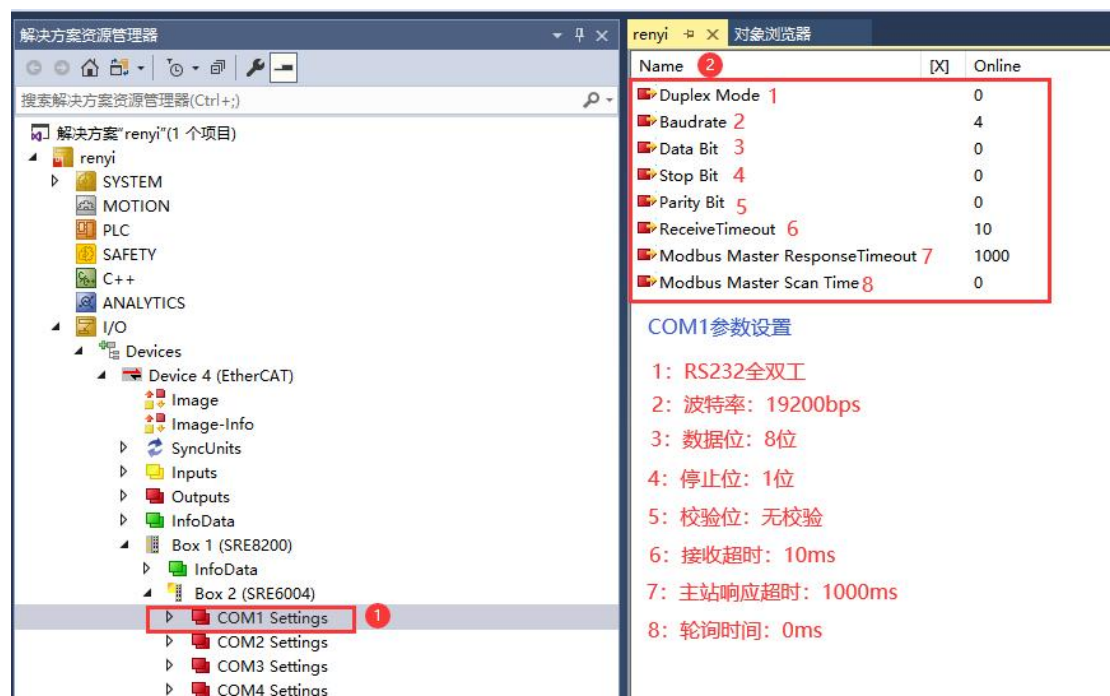 解决方案资源管理器
搜索解决方案资源管理器(Ctrl+;)
解决方案"renyi"(1 个项目)
renyi
SYSTEM
MOTION
PLC
SAFETY
C++
ANALYTICS
I/O
Devices
Device 4 (EtherCAT)
Image
Image-Info
SyncUnits
Inputs
Outputs
InfoData
Box 1 (SRE8200)
InfoData
Box 2 (SRE6004)
COM1 Settings 1
COM2 Settings
COM3 Settings
COM4 Settings
renyi 对象浏览器
Name 2 [X] Online
Duplex Mode 1 0
Baudrate 2 4
Data Bit 3 0
Stop Bit 4 0
Parity Bit 5 0
ReceiveTimeout 6 10
Modbus Master ResponseTimeout 7 1000
Modbus Master Scan Time 8 0
COM1参数设置
1：RS232全双工
2：波特率：19200bps
3：数据位：8位
4：停止位：1位
5：校验位：无校验
6：接收超时：10ms
7：主站响应超时：1000ms
8：轮询时间：0ms